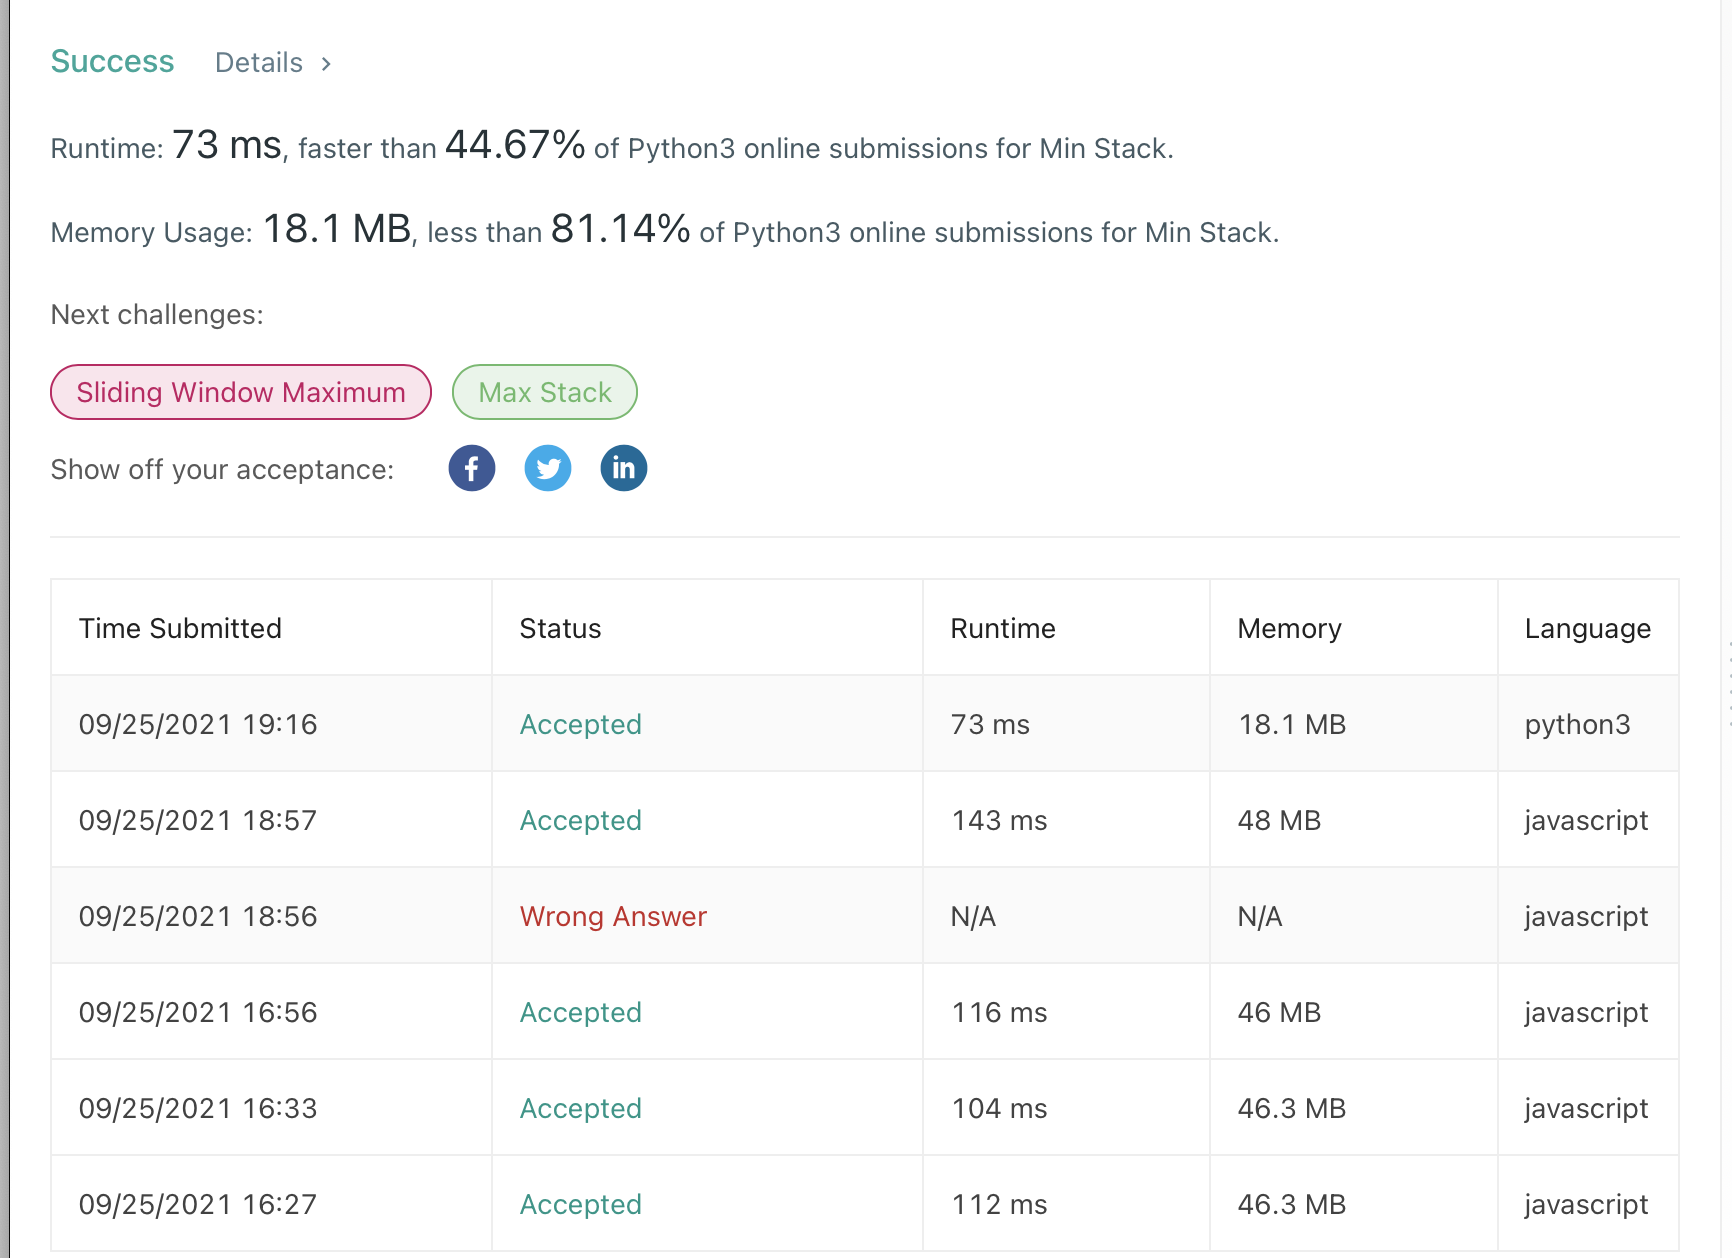 Success Details >
Runtime: 73 ms, faster than 44.67% of Python3 online submissions for Min Stack.
Memory Usage: 18.1 MB, less than 81.14% of Python3 online submissions for Min Stack.
Next challenges:
Sliding Window Maximum Max Stack
Show off your acceptance: f in
Time Submitted Status Runtime Memory Language
09/25/2021 19:16 Accepted 73 ms 18.1 MB python3
09/25/2021 18:57 Accepted 143 ms 48 MB javascript
09/25/2021 18:56 Wrong Answer N/A N/A javascript
09/25/2021 16:56 Accepted 116 ms 46 MB javascript
09/25/2021 16:33 Accepted 104 ms 46.3 MB javascript
09/25/2021 16:27 Accepted 112 ms 46.3 MB javascript